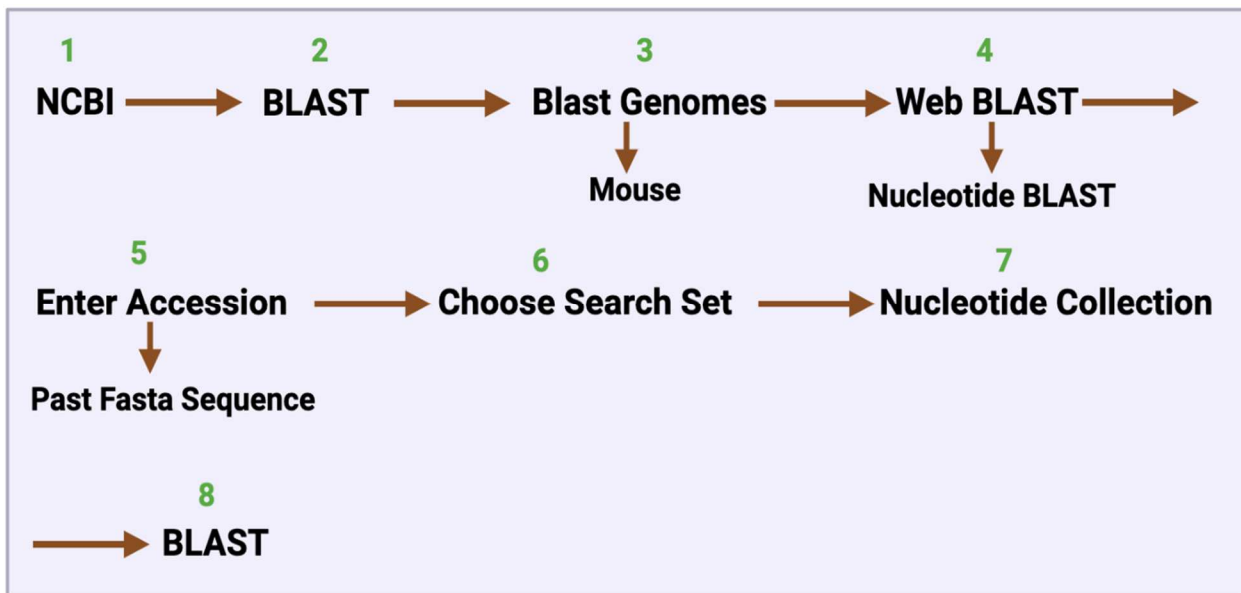 1 2 3 4
NCBI BLAST Blast Genomes Web BLAST
Mouse Nucleotide BLAST
5 6 7
Enter Accession Choose Search Set Nucleotide Collection
Past Fasta Sequence
8
BLAST